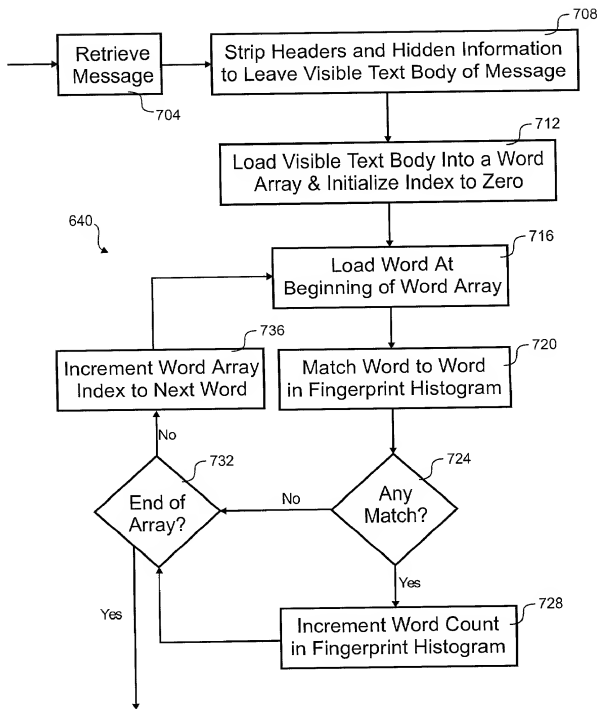 708
Retrieve
Message
704
Strip Headers and Hidden Information
to Leave Visible Text Body of Message
712
Load Visible Text Body Into a Word
Array & Initialize Index to Zero
640
716
Load Word At
Beginning of Word Array
736
Increment Word Array
Index to Next Word
720
Match Word to Word
in Fingerprint Histogram
No
732
End of
Array?
No
724
Any
Match?
Yes
Yes
728
Increment Word Count
in Fingerprint Histogram